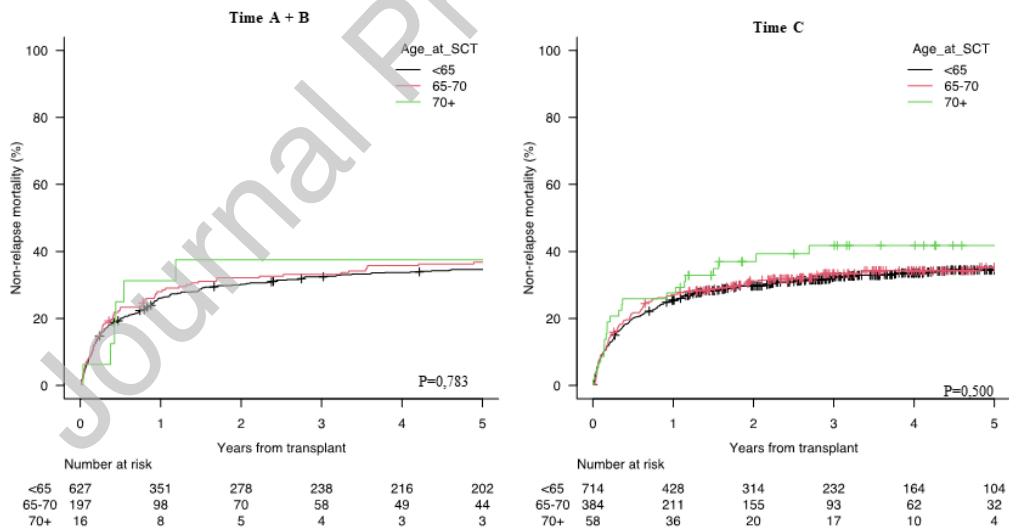 Time A + B
Non-relapse mortality (%)
100
80
60
40
20
0
Age_at_SCT
<65
65-70
70+
P=0,783
0 1 2 3 4 5
Years from transplant
Number at risk
<65 627 351 278 238 216 202
65-70 197 98 70 58 49 44
70+ 16 8 5 4 3 3
Time C
Non-relapse mortality (%)
100
80
60
40
20
0
Age_at_SCT
<65
65-70
70+
P=0,500
0 1 2 3 4 5
Years from transplant
Number at risk
<65 714 428 314 232 164 104
65-70 384 211 155 93 62 32
70+ 58 36 20 17 10 4
Journal Pr